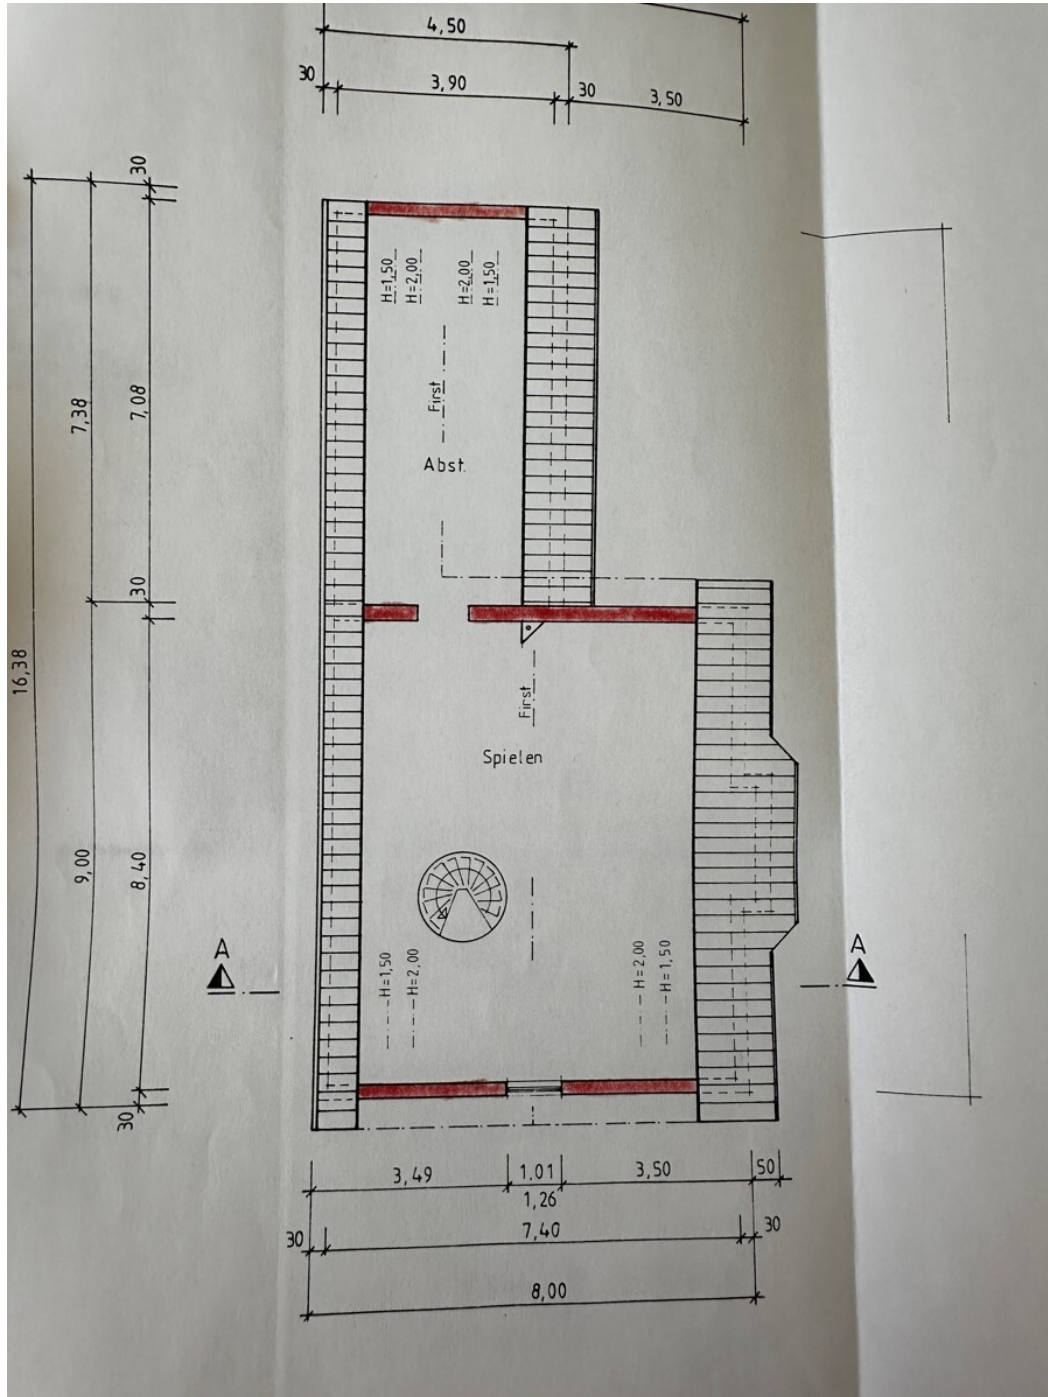 4,50
30
3,90
30
3,50
30
7,38
7,08
30
16,38
9,00
8,40
30
H=1,50
H=2,00
H=2,00
H=1,50
First
Abst.
First
Spielen
A
A
H=1,50
H=2,00
H=2,00
H=1,50
3,49
1,01
3,50
50
1,26
30
7,40
30
8,00